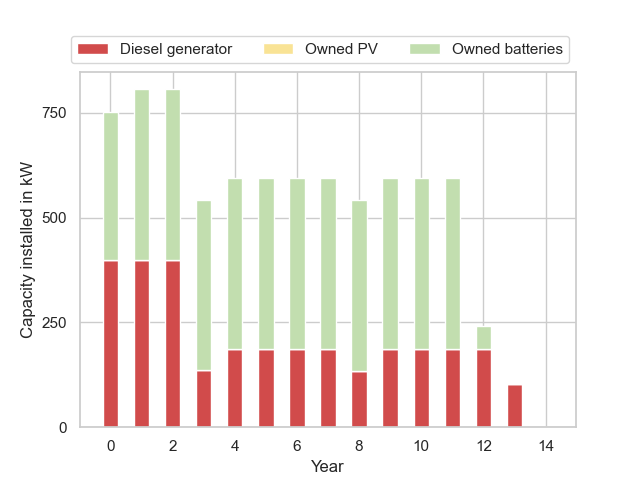 Diesel generator Owned PV Owned batteries
750
500
250
0
Capacity installed in kW
0 2 4 6 8 10 12 14
Year